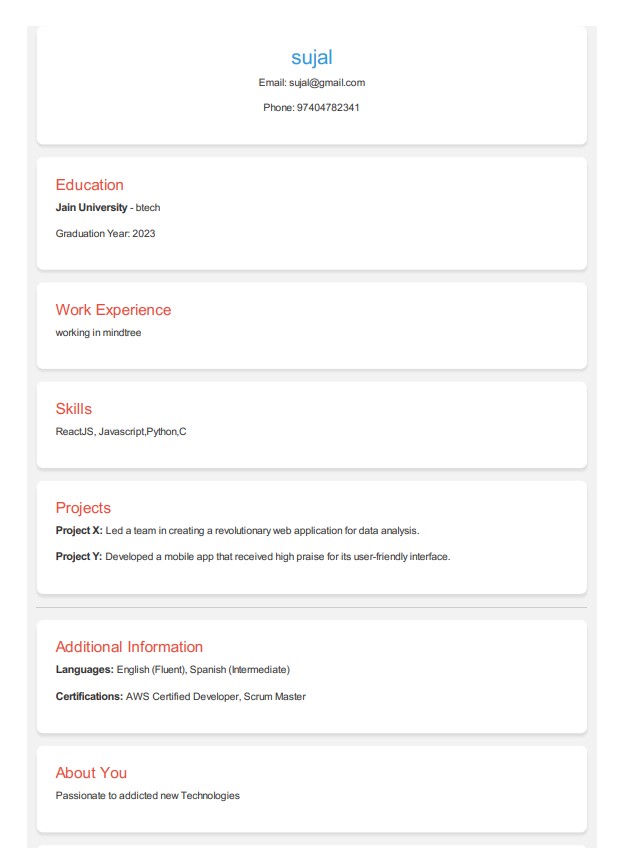 sujal
Email: sujal@gmail.com
Phone: 97404782341
Education
Jain University - btech
Graduation Year: 2023
Work Experience
working in mindtree
Skills
ReactJS, Javascript,Python,C
Projects
Project X: Led a team in creating a revolutionary web application for data analysis.
Project Y: Developed a mobile app that received high praise for its user-friendly interface.
Additional Information
Languages: English (Fluent), Spanish (Intermediate)
Certifications: AWS Certified Developer, Scrum Master
About You
Passionate to addicted new Technologies